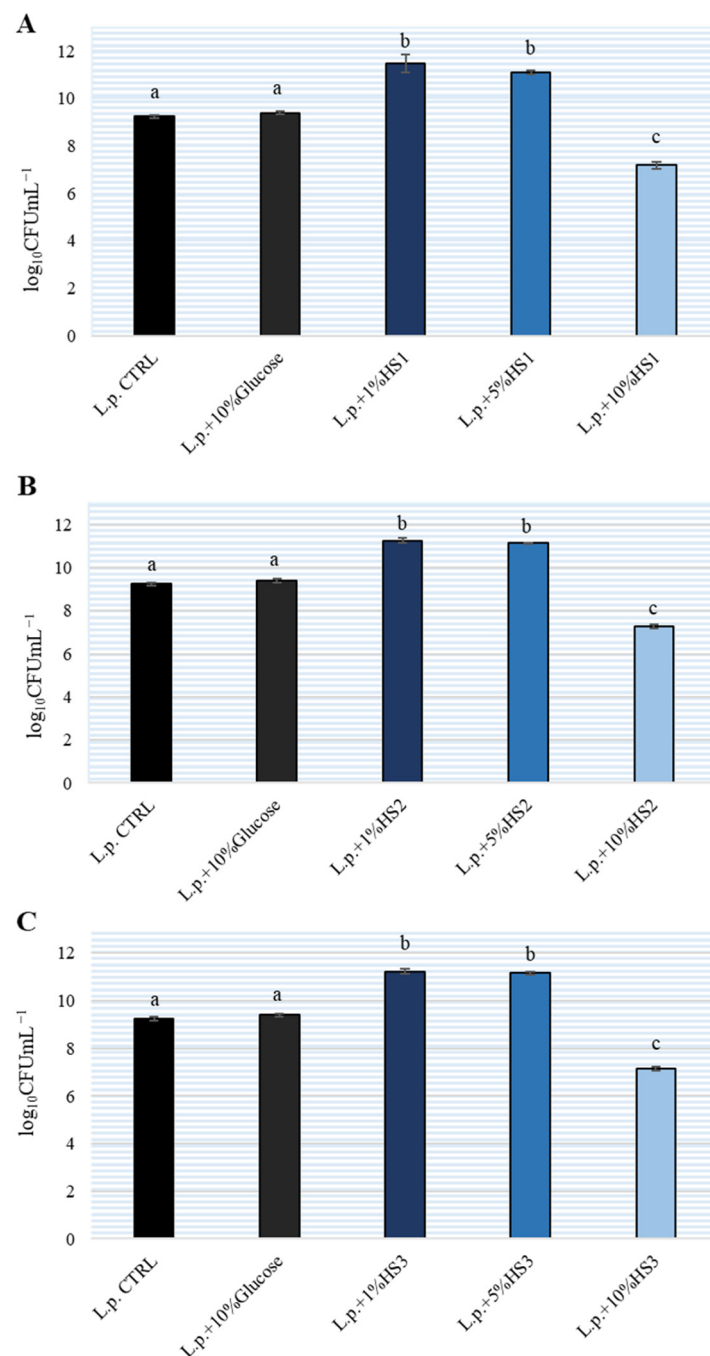 A
log₁₀CFUmL⁻¹
12
10
8
6
4
2
0
a
a
b
b
c
L.p. CTRL
L.p.+10%Glucose
L.p.+1%HS1
L.p.+5%HS1
L.p.+10%HS1
B
log₁₀CFUmL⁻¹
12
10
8
6
4
2
0
a
a
b
b
c
L.p. CTRL
L.p.+10%Glucose
L.p.+1%HS2
L.p.+5%HS2
L.p.+10%HS2
C
log₁₀CFUmL⁻¹
12
10
8
6
4
2
0
a
a
b
b
c
L.p. CTRL
L.p.+10%Glucose
L.p.+1%HS3
L.p.+5%HS3
L.p.+10%HS3